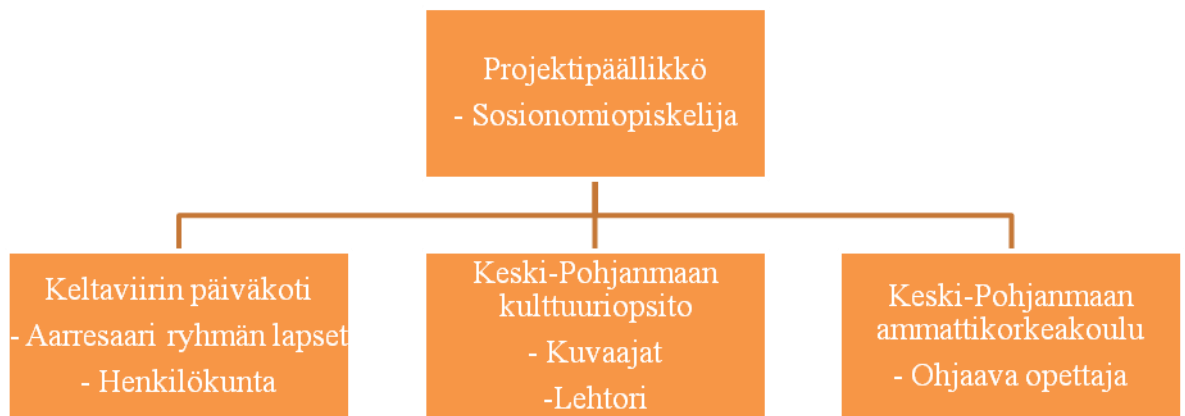 Projektipäällikkö
- Sosionomiopiskelija
Keltaviirin päiväkoti
- Aarresaari ryhmän lapset
- Henkilökunta
Keski-Pohjanmaan
kulttuuriopsito
- Kuvaajat
-Lehtori
Keski-Pohjanmaan
ammattikorkeakoulu
- Ohjaava opettaja